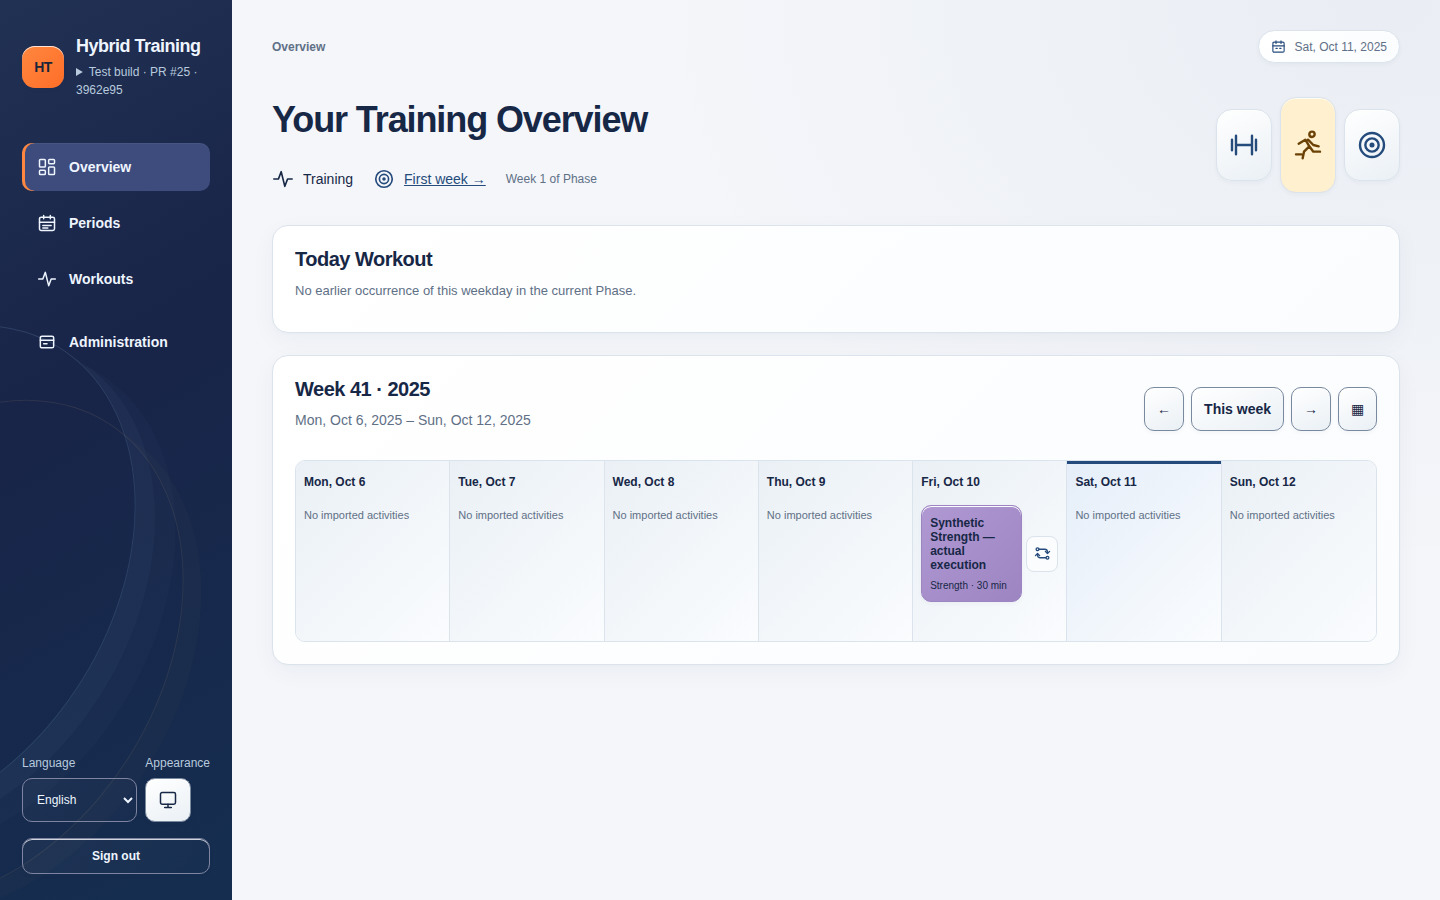 HT
Hybrid Training
Test build · PR #25 ·
3962e95
Overview
Periods
Workouts
Administration
Language
Appearance
English
Sign out
Overview
Sat, Oct 11, 2025
Your Training Overview
Training
First week →
Week 1 of Phase
Today Workout
No earlier occurrence of this weekday in the current Phase.
Week 41 · 2025
Mon, Oct 6, 2025 – Sun, Oct 12, 2025
←
This week
→
Mon, Oct 6
Tue, Oct 7
Wed, Oct 8
Thu, Oct 9
Fri, Oct 10
Sat, Oct 11
Sun, Oct 12
No imported activities
No imported activities
No imported activities
No imported activities
Synthetic
Strength —
actual
execution
Strength · 30 min
No imported activities
No imported activities